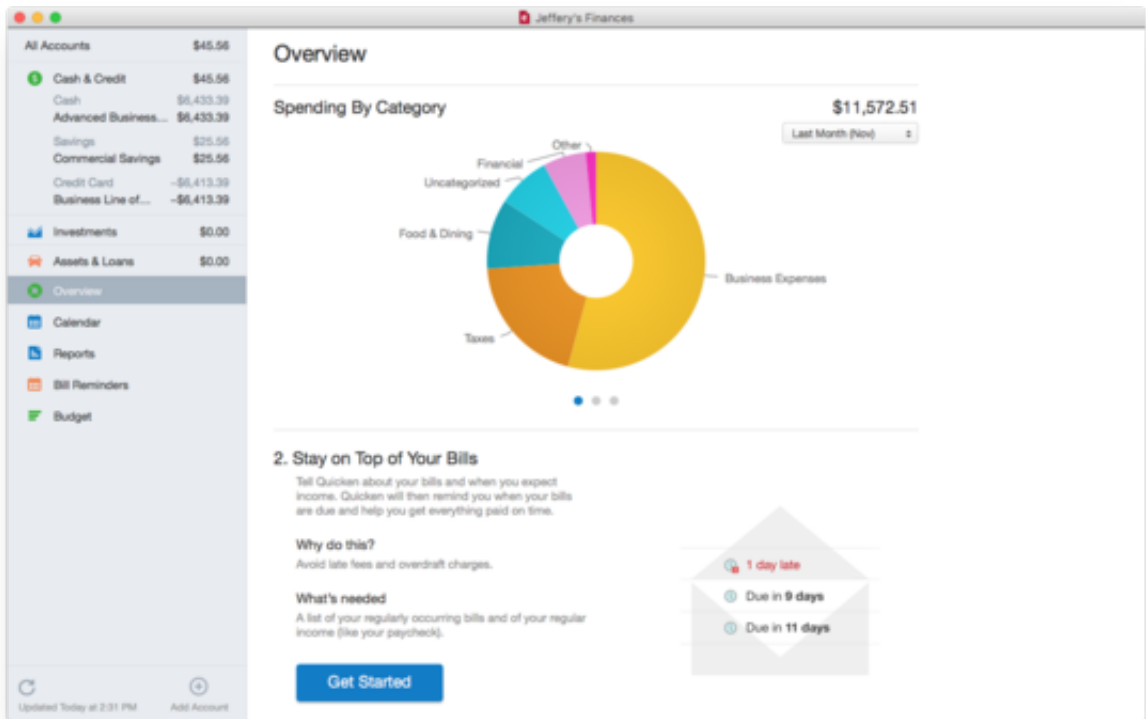 Jeffery's Finances
All Accounts $45.56
Cash & Credit $45.56
Cash $6,433.39
Advanced Business... $6,433.39
Savings $25.56
Commercial Savings $25.56
Credit Card -$6,413.39
Business Line of... -$6,413.39
Investments $0.00
Assets & Loans $0.00
Overview
Calendar
Reports
Bill Reminders
Budget
Updated Today at 2:31 PM
Add Account
Overview
Spending By Category $11,572.51
Last Month (Nov)
Other
Financial
Uncategorized
Food & Dining
Business Expenses
Taxes
2. Stay on Top of Your Bills
Tell Quicken about your bills and when you expect
income. Quicken will then remind you when your bills
are due and help you get everything paid on time.
Why do this?
Avoid late fees and overdraft charges.
What's needed
A list of your regularly occurring bills and of your regular
income (like your paycheck).
Get Started
1 day late
Due in 9 days
Due in 11 days